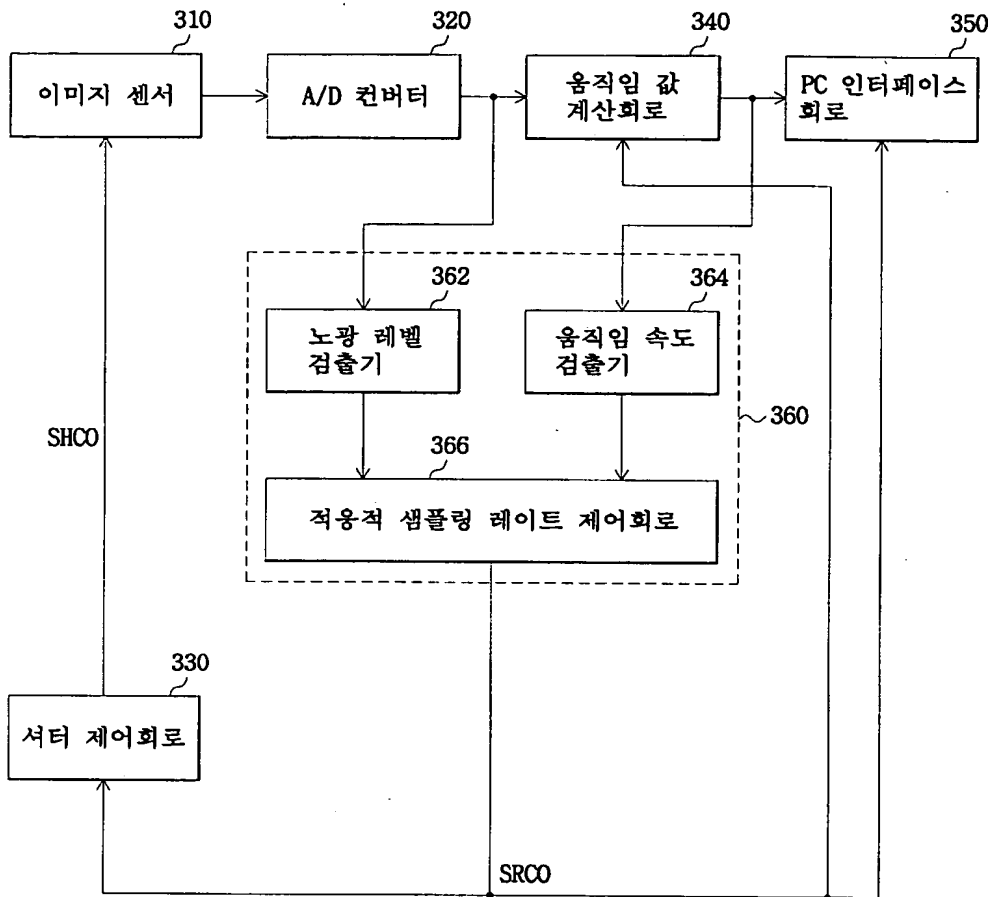 310
320
340
350
이미지 센서
A/D 컨버터
움직임 값
계산회로
PC 인터페이스
회로
362
364
노광 레벨
검출기
움직임 속도
검출기
360
SHCO
366
적응적 샘플링 레이트 제어회로
330
셔터 제어회로
SRCO